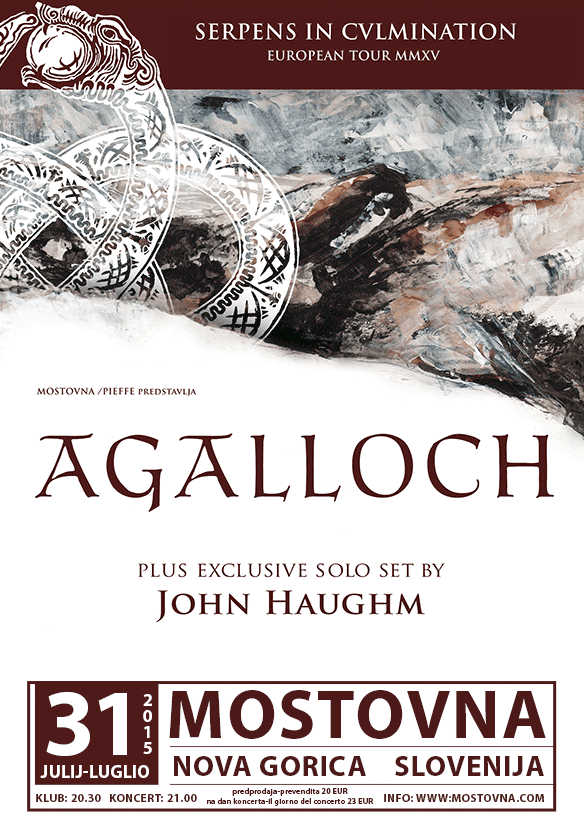 SERPENS IN CVLMINATION
EUROPEAN TOUR MMXV
MOSTOVNA /PIEFFE PREDSTAVLJA
AGALLOCH
PLUS EXCLUSIVE SOLO SET BY
JOHN HAUGHM
31 2015
JULIJ-LUGLIO
MOSTOVNA
NOVA GORICA SLOVENIJA
KLUB: 20.30 KONCERT: 21.00
predprodaja-prevendita 20 EUR
na dan koncerta-il giorno del concerto 23 EUR
INFO: WWW.MOSTOVNA.COM